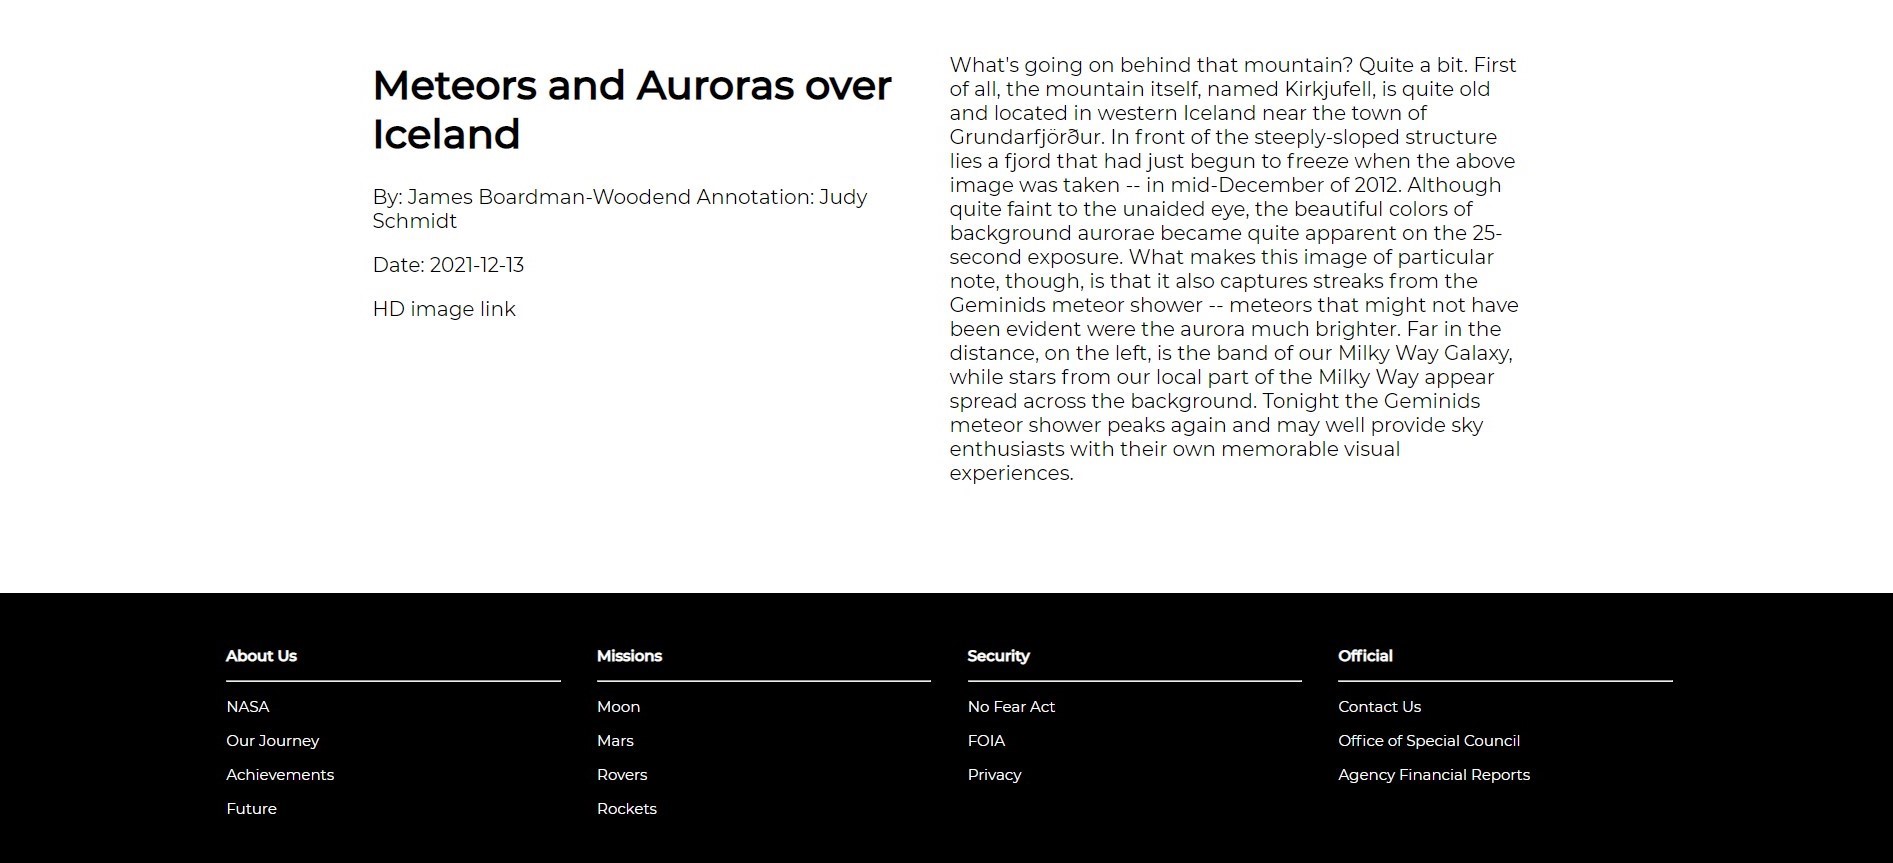 Meteors and Auroras over
Iceland
By: James Boardman-Woodend Annotation: Judy
Schmidt
Date: 2021-12-13
HD image link
What's going on behind that mountain? Quite a bit. First
of all, the mountain itself, named Kirkjufell, is quite old
and located in western Iceland near the town of
Grundarfjörður. In front of the steeply-sloped structure
lies a fjord that had just begun to freeze when the above
image was taken -- in mid-December of 2012. Although
quite faint to the unaided eye, the beautiful colors of
background aurorae became quite apparent on the 25-
second exposure. What makes this image of particular
note, though, is that it also captures streaks from the
Geminids meteor shower -- meteors that might not have
been evident were the aurora much brighter. Far in the
distance, on the left, is the band of our Milky Way Galaxy,
while stars from our local part of the Milky Way appear
spread across the background. Tonight the Geminids
meteor shower peaks again and may well provide sky
enthusiasts with their own memorable visual
experiences.
About Us
NASA
Our Journey
Achievements
Future
Missions
Moon
Mars
Rovers
Rockets
Security
No Fear Act
FOIA
Privacy
Official
Contact Us
Office of Special Council
Agency Financial Reports